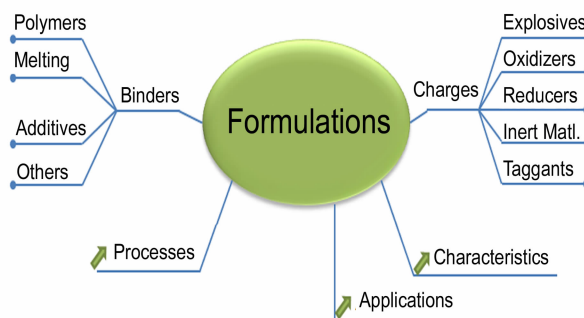 Polymers
Melting
Additives
Others
Binders
Formulations
Charges
Explosives
Oxidizers
Reducers
Inert Matl.
Taggants
Processes
Applications
Characteristics